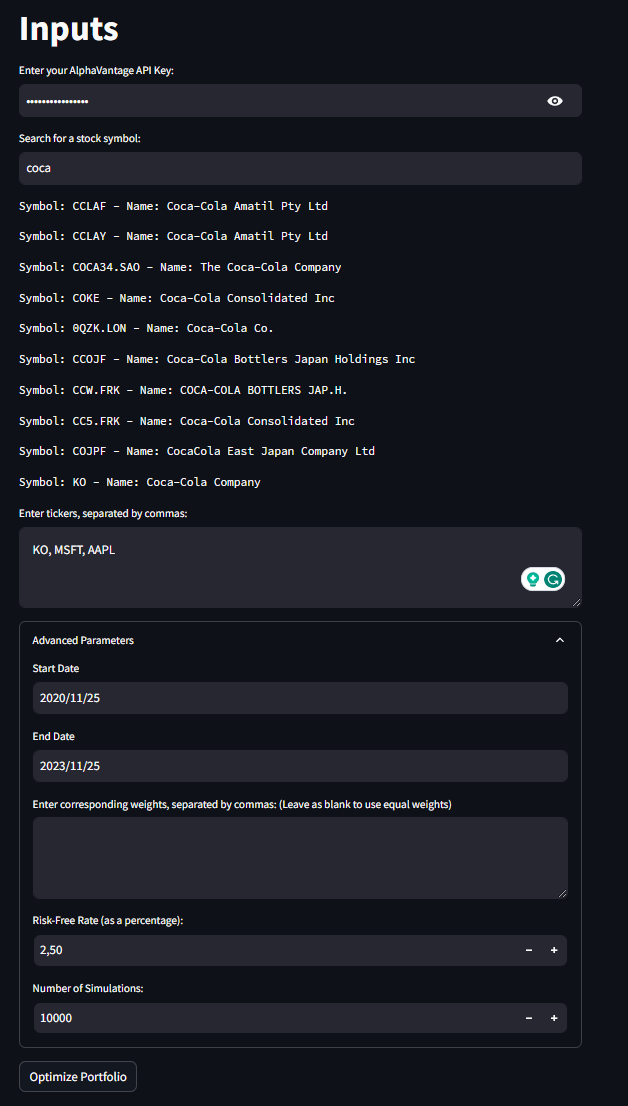 Inputs
Enter your AlphaVantage API Key:
••••••••••••••••
Search for a stock symbol:
coca
Symbol: CCLAF - Name: Coca-Cola Amatil Pty Ltd
Symbol: CCLAY - Name: Coca-Cola Amatil Pty Ltd
Symbol: COCA34.SAO - Name: The Coca-Cola Company
Symbol: COKE - Name: Coca-Cola Consolidated Inc
Symbol: 0QZK.LON - Name: Coca-Cola Co.
Symbol: CCOJF - Name: Coca-Cola Bottlers Japan Holdings Inc
Symbol: CCW.FRK - Name: COCA-COLA BOTTLERS JAP.H.
Symbol: CC5.FRK - Name: Coca-Cola Consolidated Inc
Symbol: COJPF - Name: CocaCola East Japan Company Ltd
Symbol: KO - Name: Coca-Cola Company
Enter tickers, separated by commas:
KO, MSFT, AAPL
Advanced Parameters
Start Date
2020/11/25
End Date
2023/11/25
Enter corresponding weights, separated by commas: (Leave as blank to use equal weights)
Risk-Free Rate (as a percentage):
2,50 − +
Number of Simulations:
10000 − +
Optimize Portfolio